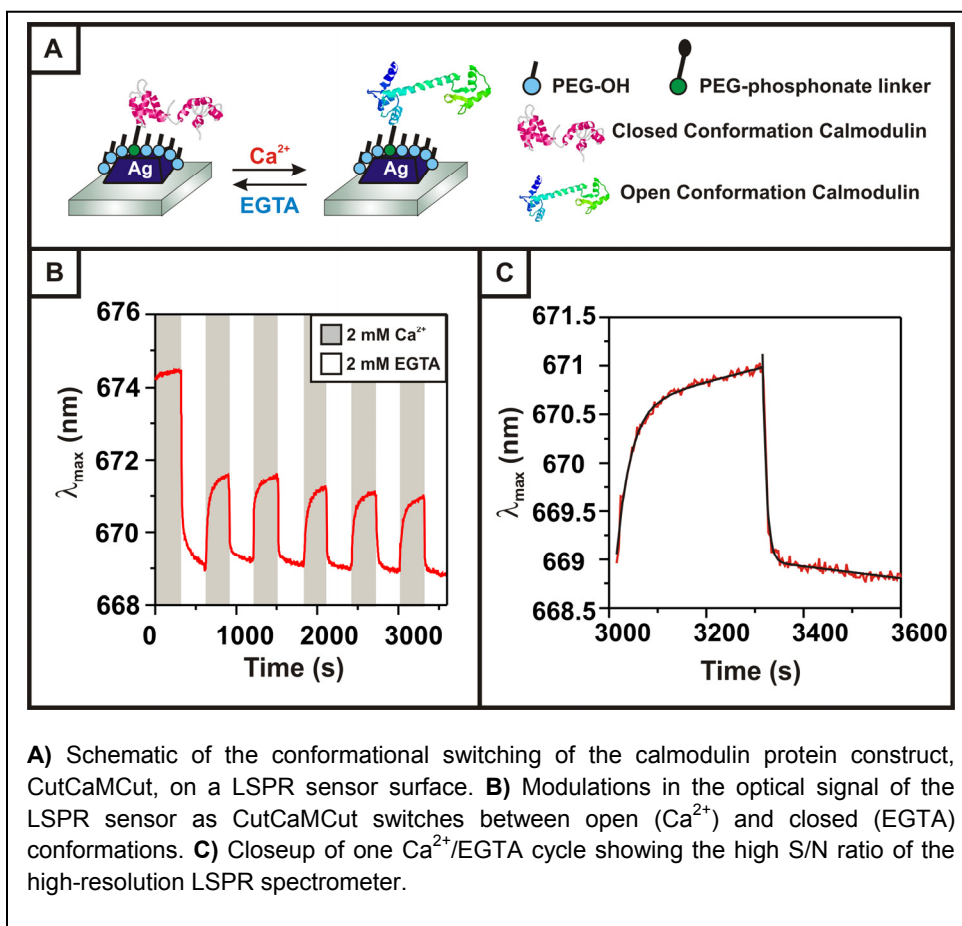 A
PEG-OH
PEG-phosphonate linker
Closed Conformation Calmodulin
Open Conformation Calmodulin
Ag
Ca²⁺
EGTA
Ag
B
676
674
672
670
668
λmax (nm)
0 1000 2000 3000
Time (s)
2 mM Ca²⁺
2 mM EGTA
C
671.5
671
670.5
670
669.5
669
668.5
λmax (nm)
3000 3200 3400 3600
Time (s)
A) Schematic of the conformational switching of the calmodulin protein construct,
CutCaMCut, on a LSPR sensor surface. B) Modulations in the optical signal of the
LSPR sensor as CutCaMCut switches between open (Ca²⁺) and closed (EGTA)
conformations. C) Closeup of one Ca²⁺/EGTA cycle showing the high S/N ratio of the
high-resolution LSPR spectrometer.